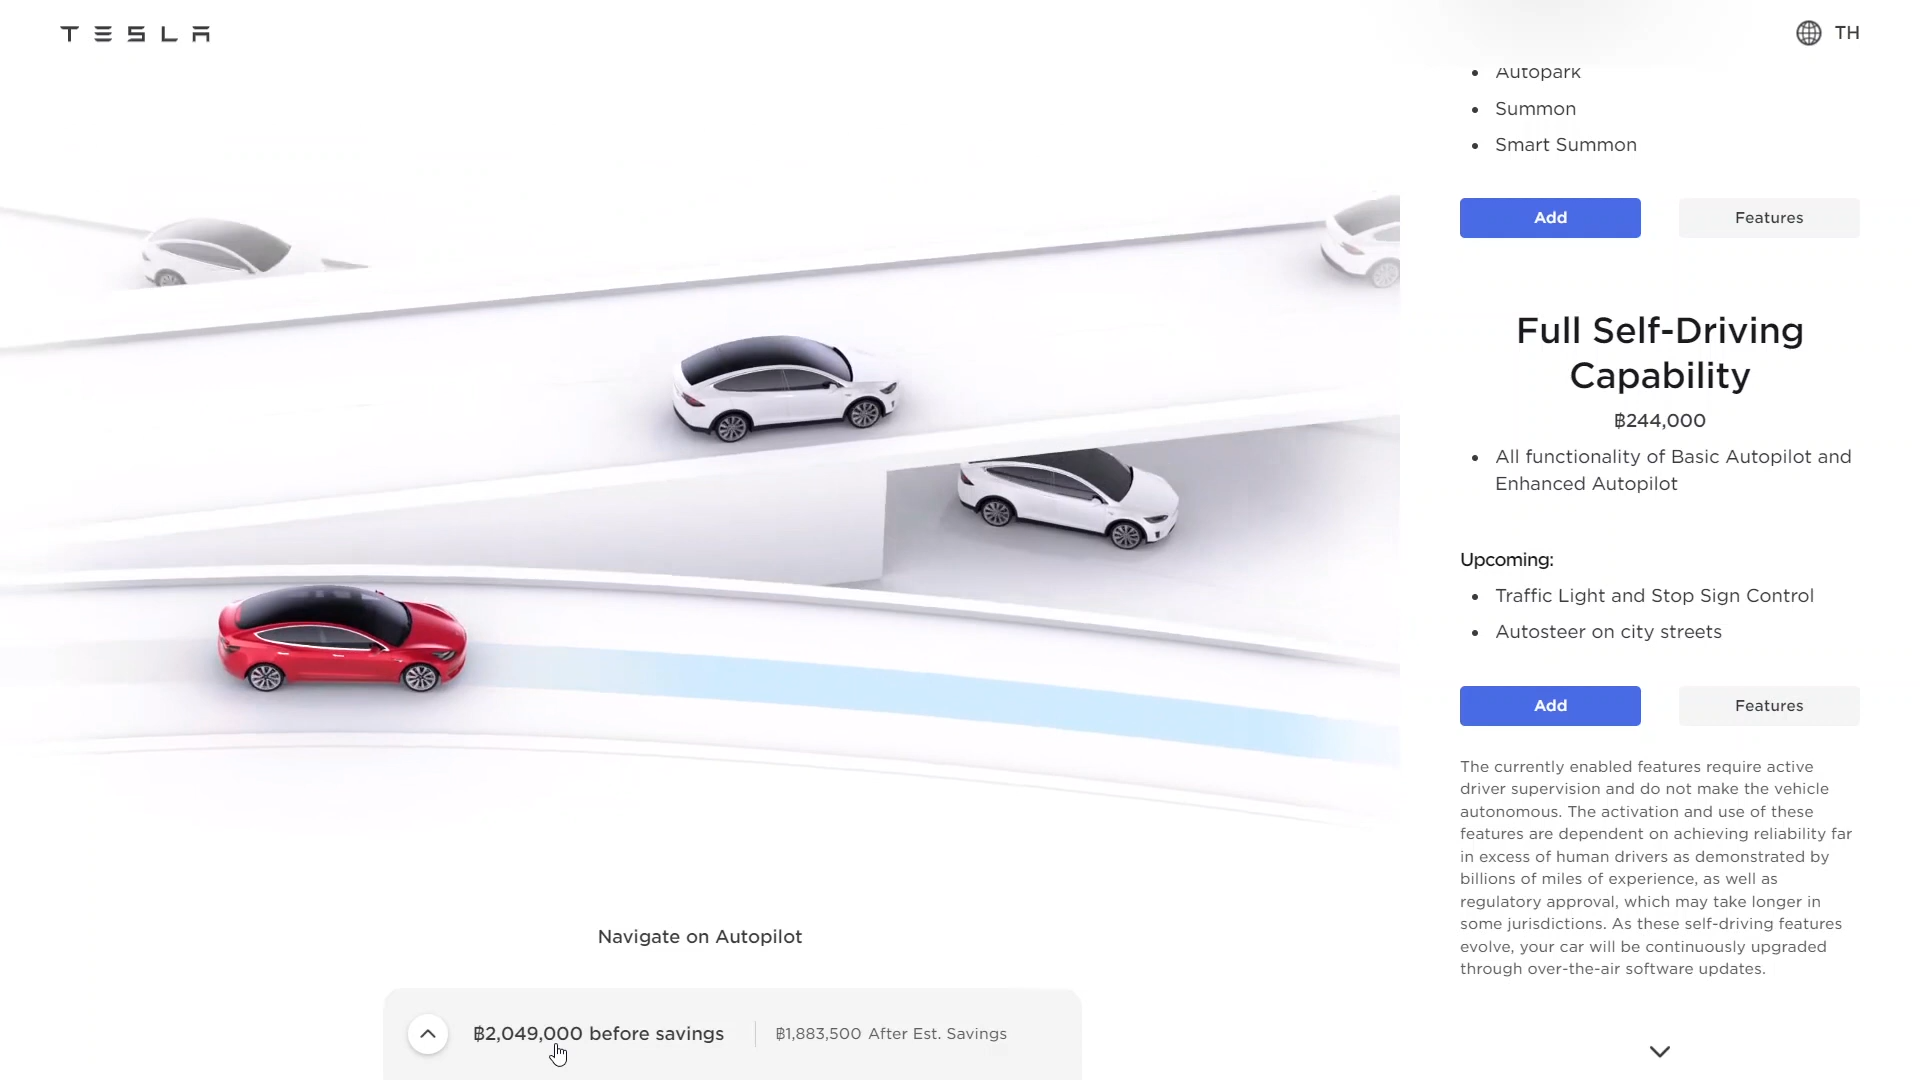 TESLA
TH
Autopark
Summon
Smart Summon
Add
Features
Full Self-Driving
Capability
฿244,000
All functionality of Basic Autopilot and
Enhanced Autopilot
Upcoming:
Traffic Light and Stop Sign Control
Autosteer on city streets
Add
Features
The currently enabled features require active
driver supervision and do not make the vehicle
autonomous. The activation and use of these
features are dependent on achieving reliability far
in excess of human drivers as demonstrated by
billions of miles of experience, as well as
regulatory approval, which may take longer in
some jurisdictions. As these self-driving features
evolve, your car will be continuously upgraded
through over-the-air software updates.
Navigate on Autopilot
฿2,049,000 before savings
฿1,883,500 After Est. Savings